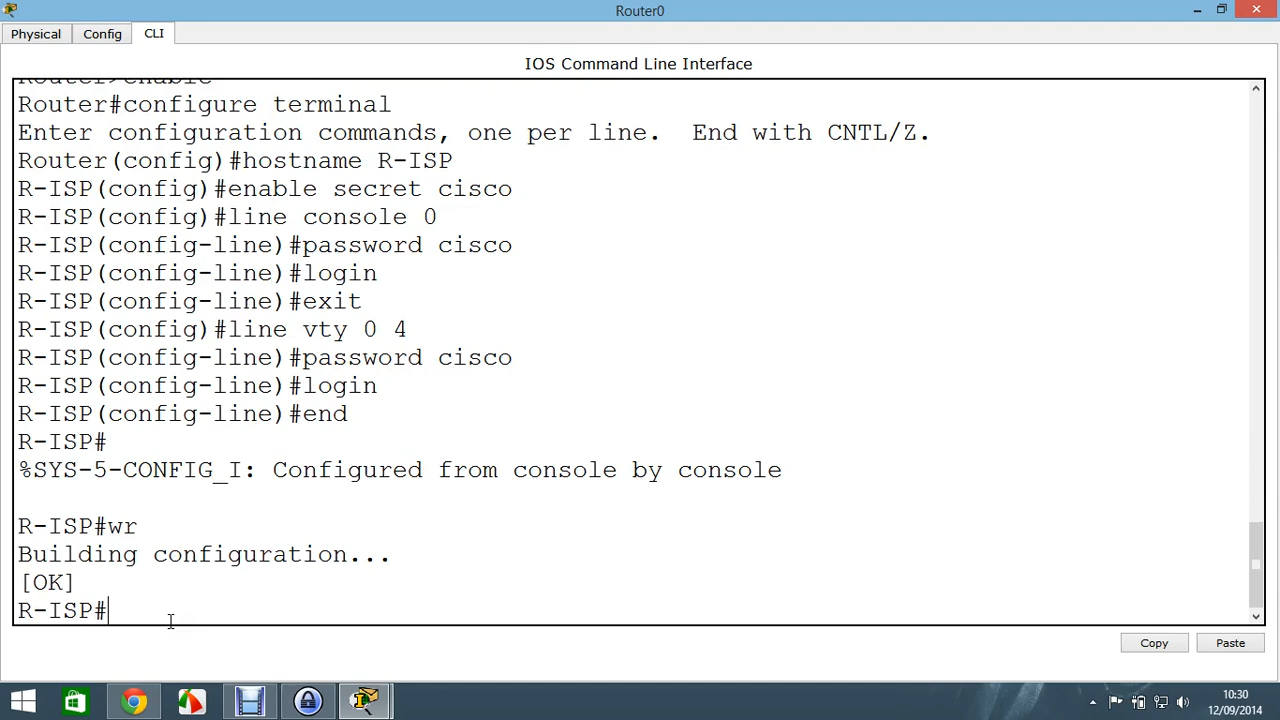 Router0
Physical
Config
CLI
IOS Command Line Interface
Router>enable
Router#configure terminal
Enter configuration commands, one per line.  End with CNTL/Z.
Router(config)#hostname R-ISP
R-ISP(config)#enable secret cisco
R-ISP(config)#line console 0
R-ISP(config-line)#password cisco
R-ISP(config-line)#login
R-ISP(config-line)#exit
R-ISP(config)#line vty 0 4
R-ISP(config-line)#password cisco
R-ISP(config-line)#login
R-ISP(config-line)#end
R-ISP#
%SYS-5-CONFIG_I: Configured from console by console
R-ISP#wr
Building configuration...
[OK]
R-ISP#
Copy
Paste
10:30
12/09/2014